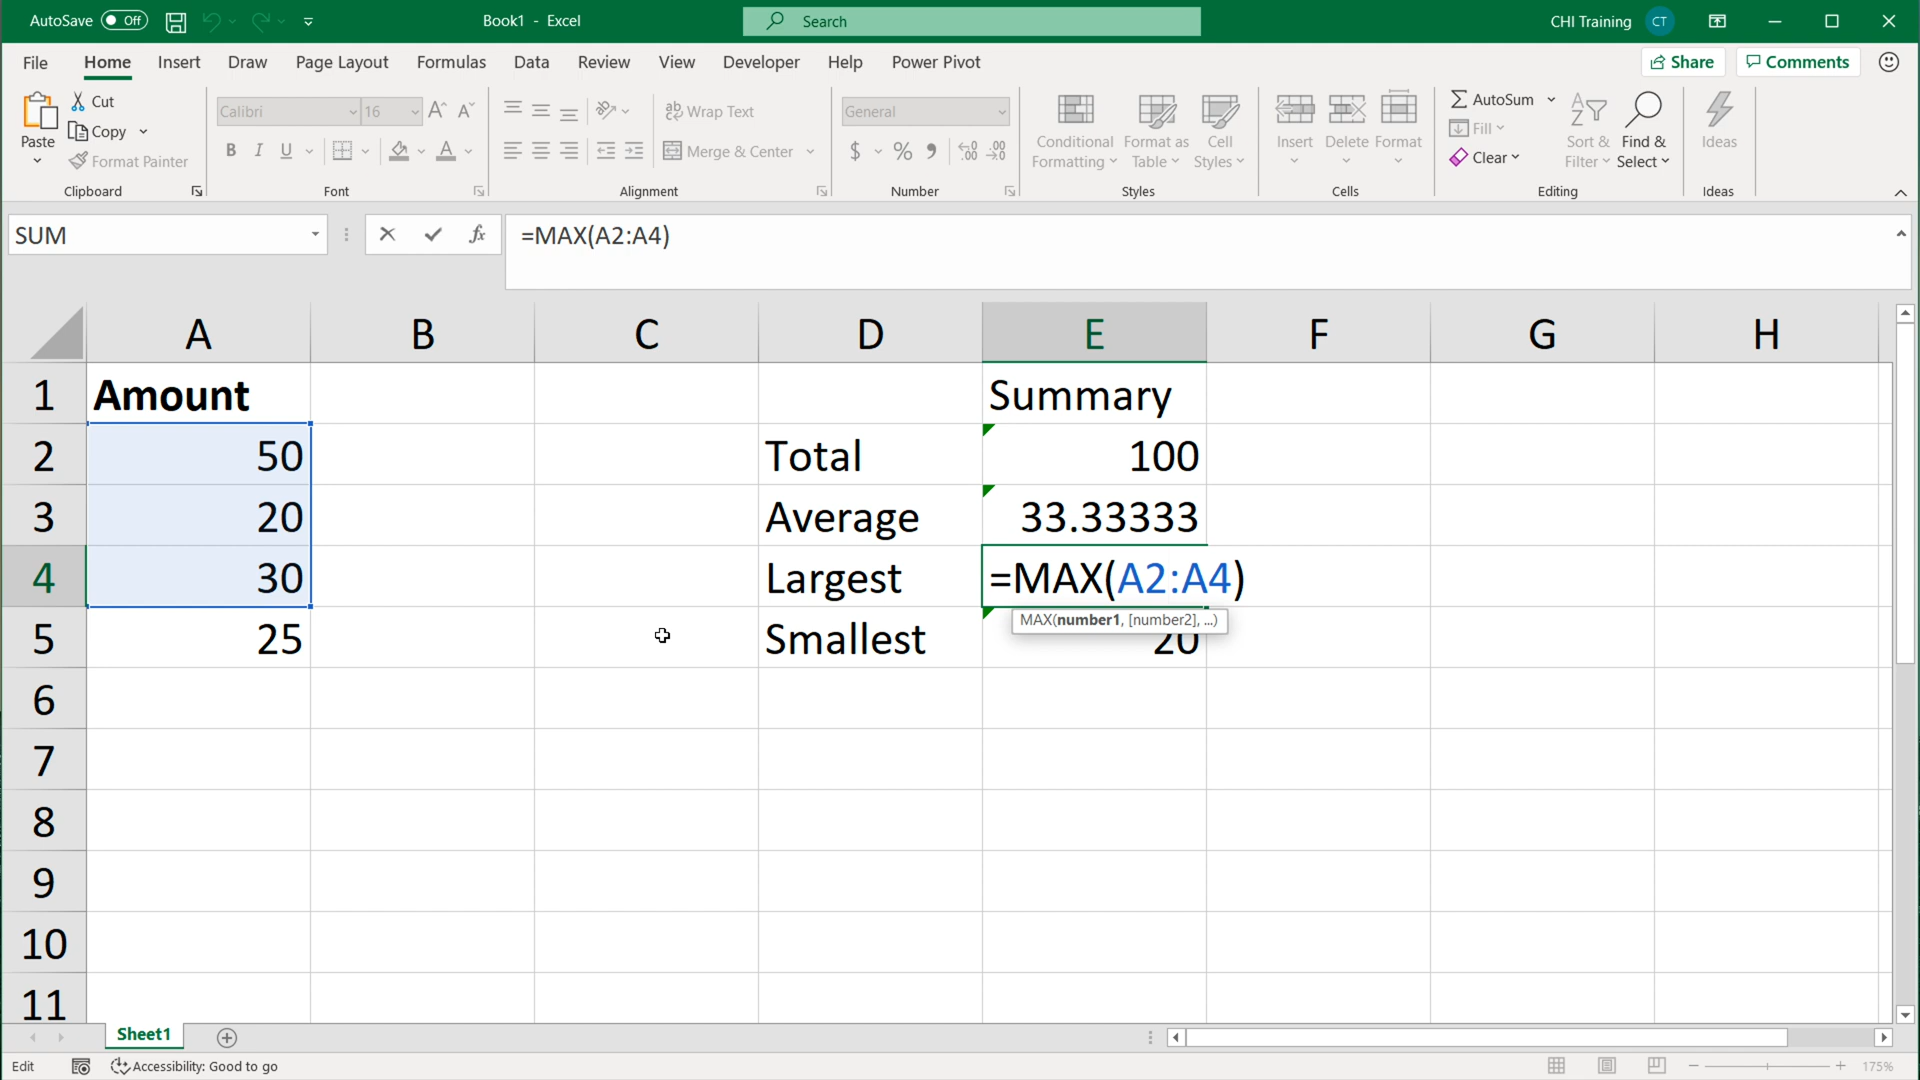 AutoSave Off Book1 - Excel Search CHI Training CT
File Home Insert Draw Page Layout Formulas Data Review View Developer Help Power Pivot Share Comments
Paste Cut Copy Format Painter
Clipboard
Calibri 16 A A
B I U A
Font
ab Wrap Text
Merge & Center
Alignment
General
$ % 9 .00 .00
Number
Conditional Formatting Format as Table Cell Styles
Styles
Insert Delete Format
Cells
AutoSum
Fill
Clear
Sort & Filter Find & Select
Editing
Ideas
Ideas
SUM fx =MAX(A2:A4)
A B C D E F G H
1 Amount Summary
2 50 Total 100
3 20 Average 33.33333
4 30 Largest =MAX(A2:A4)
MAX(number1, [number2], ...)
5 25 Smallest 20
6
7
8
9
10
11
Sheet1
Edit Accessibility: Good to go 175%